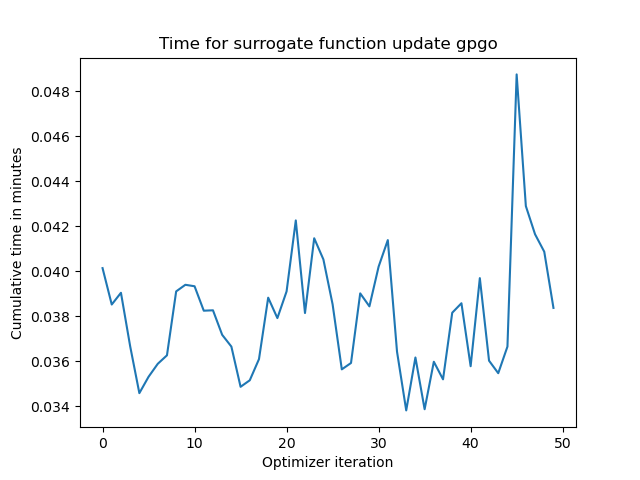 Time for surrogate function update gpgo
0.048
0.046
0.044
0.042
0.040
0.038
0.036
0.034
Cumulative time in minutes
0 10 20 30 40 50
Optimizer iteration